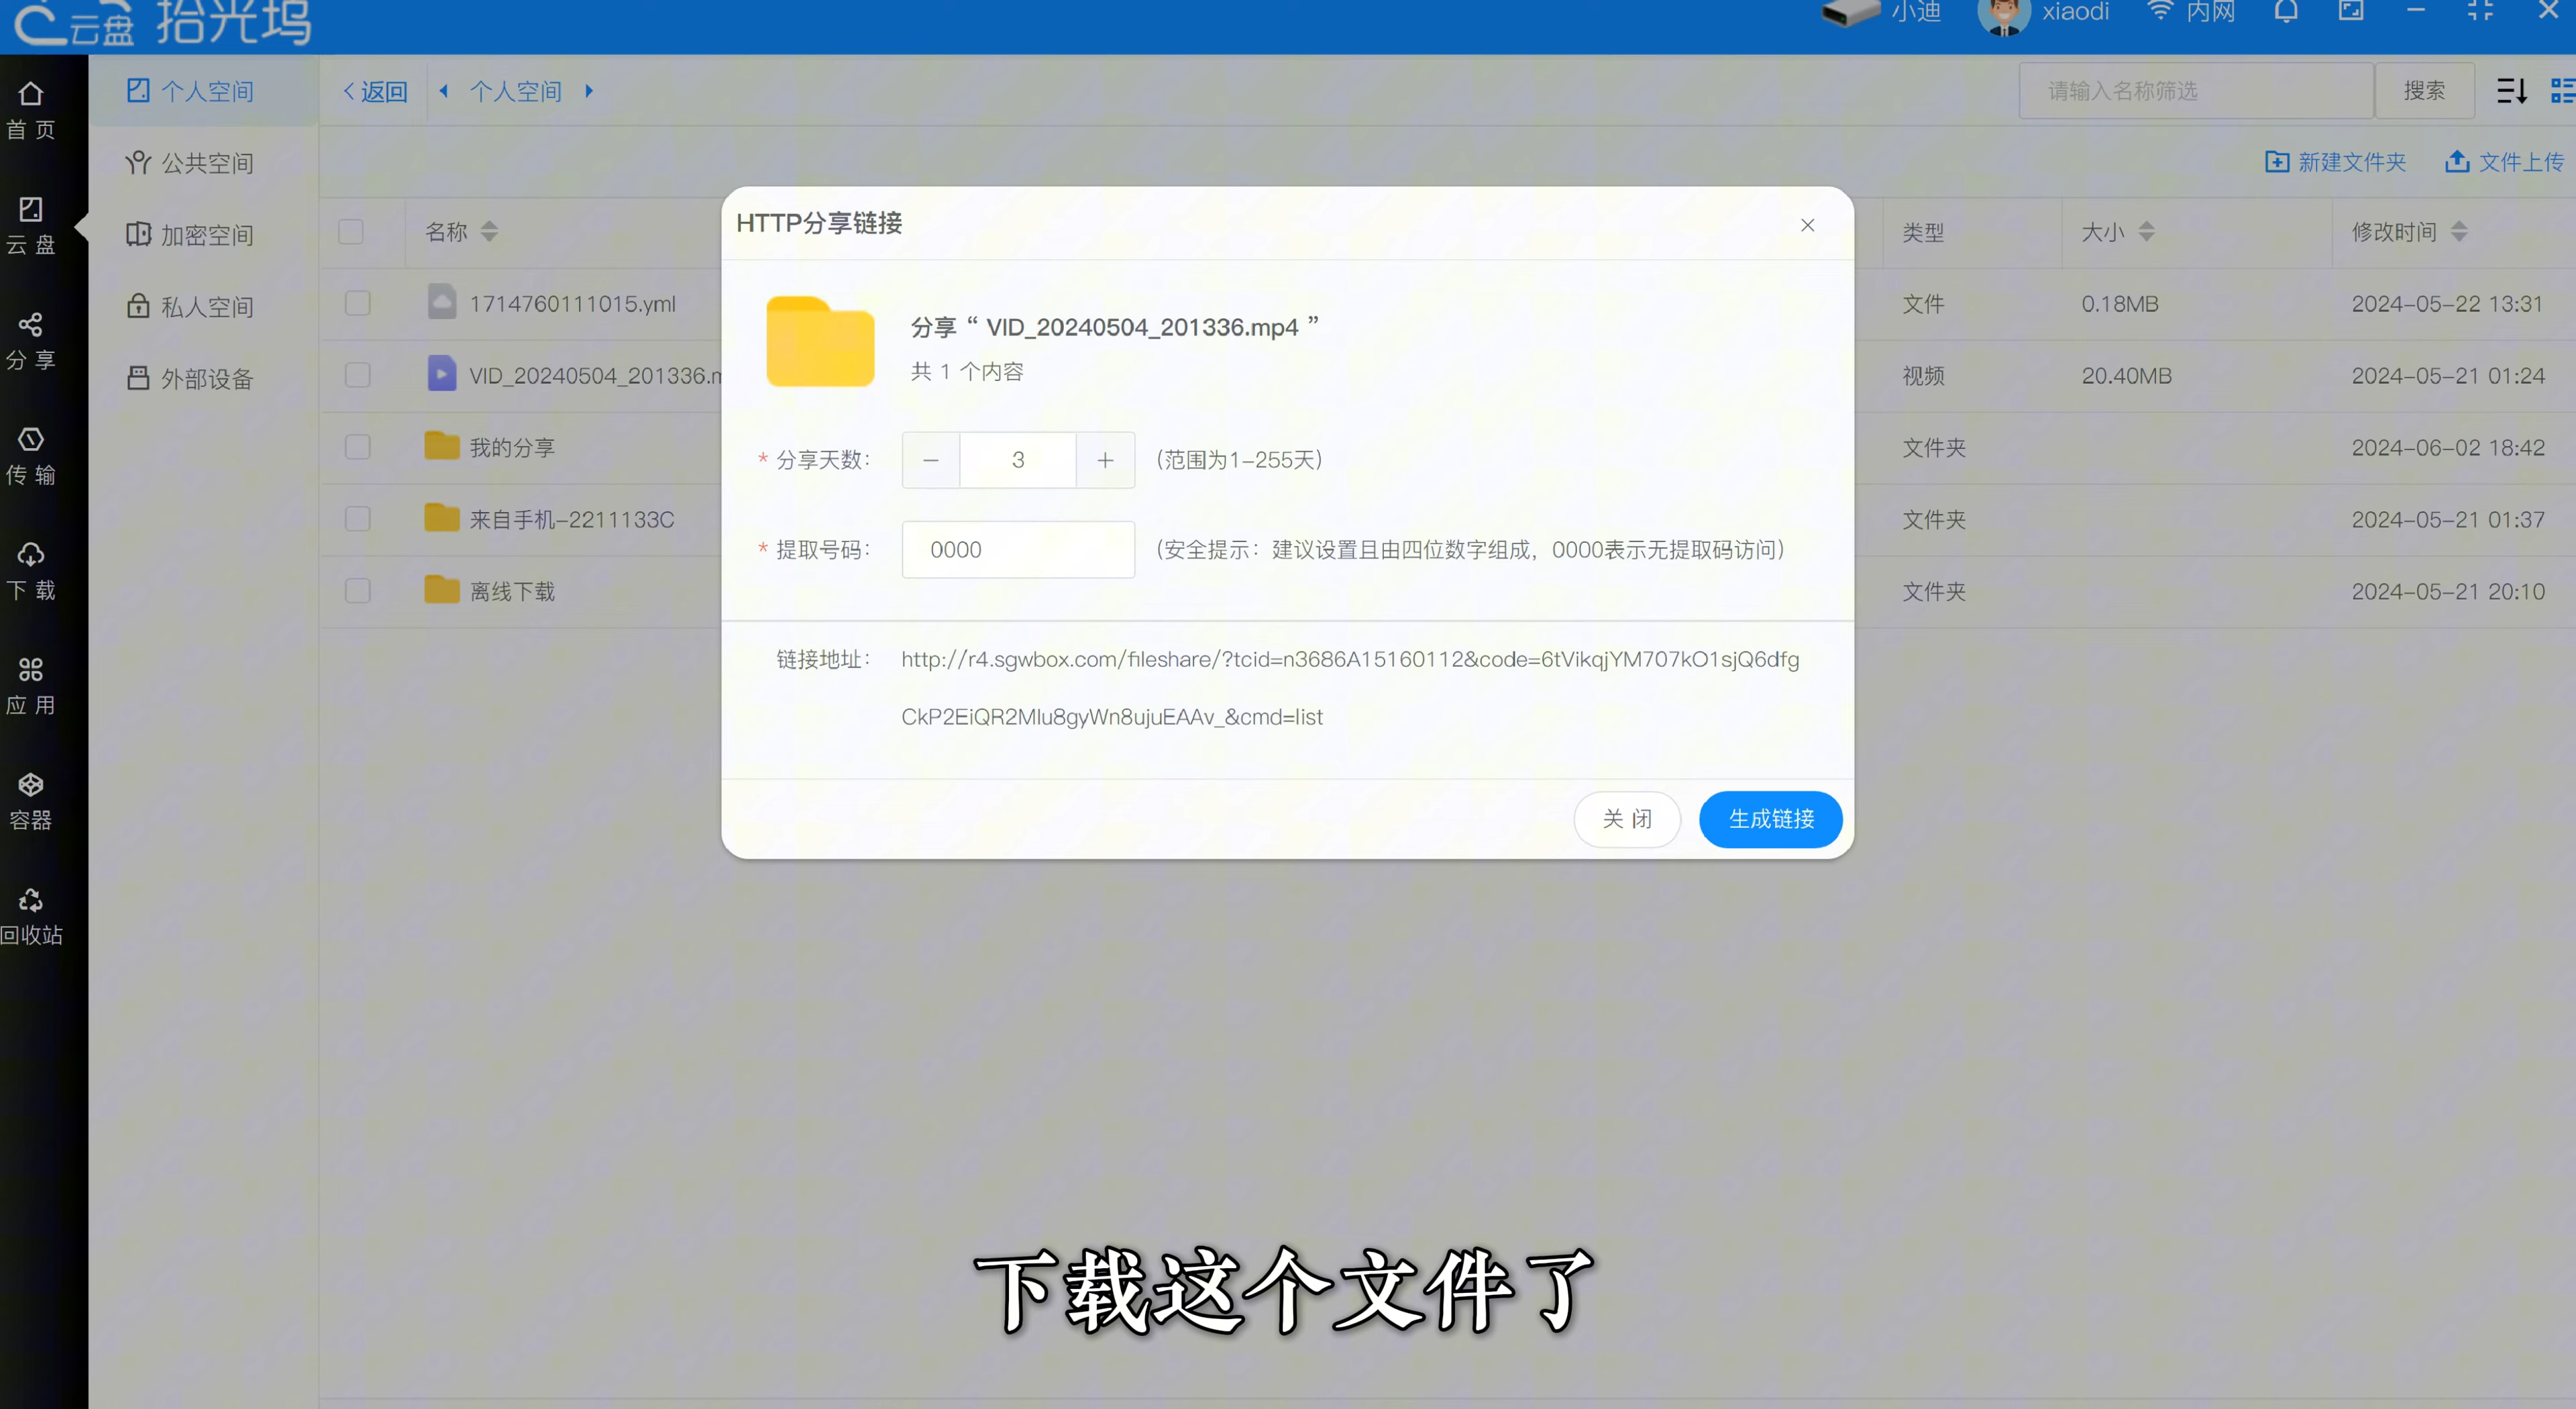 云盘 拾光坞
小迪
xiaodi
内网
首页
云盘
分享
传输
下载
应用
容器
回收站
个人空间
公共空间
加密空间
私人空间
外部设备
返回
个人空间
请输入名称筛选
搜索
新建文件夹
文件上传
名称
类型
大小
修改时间
1714760111015.yml
文件
0.18MB
2024-05-22 13:31
VID_20240504_201336.m
视频
20.40MB
2024-05-21 01:24
我的分享
文件夹
2024-06-02 18:42
来自手机-2211133C
文件夹
2024-05-21 01:37
离线下载
文件夹
2024-05-21 20:10
HTTP分享链接
分享“ VID_20240504_201336.mp4 ”
共 1 个内容
* 分享天数： － 3 ＋ (范围为1-255天)
* 提取号码： 0000 (安全提示：建议设置且由四位数字组成，0000表示无提取码访问)
链接地址： http://r4.sgwbox.com/fileshare/?tcid=n3686A15160112&code=6tVikqjYM707kO1sjQ6dfg
CkP2EiQR2MIu8gyWn8ujuEAAv_&cmd=list
关 闭
生成链接
下载这个文件了